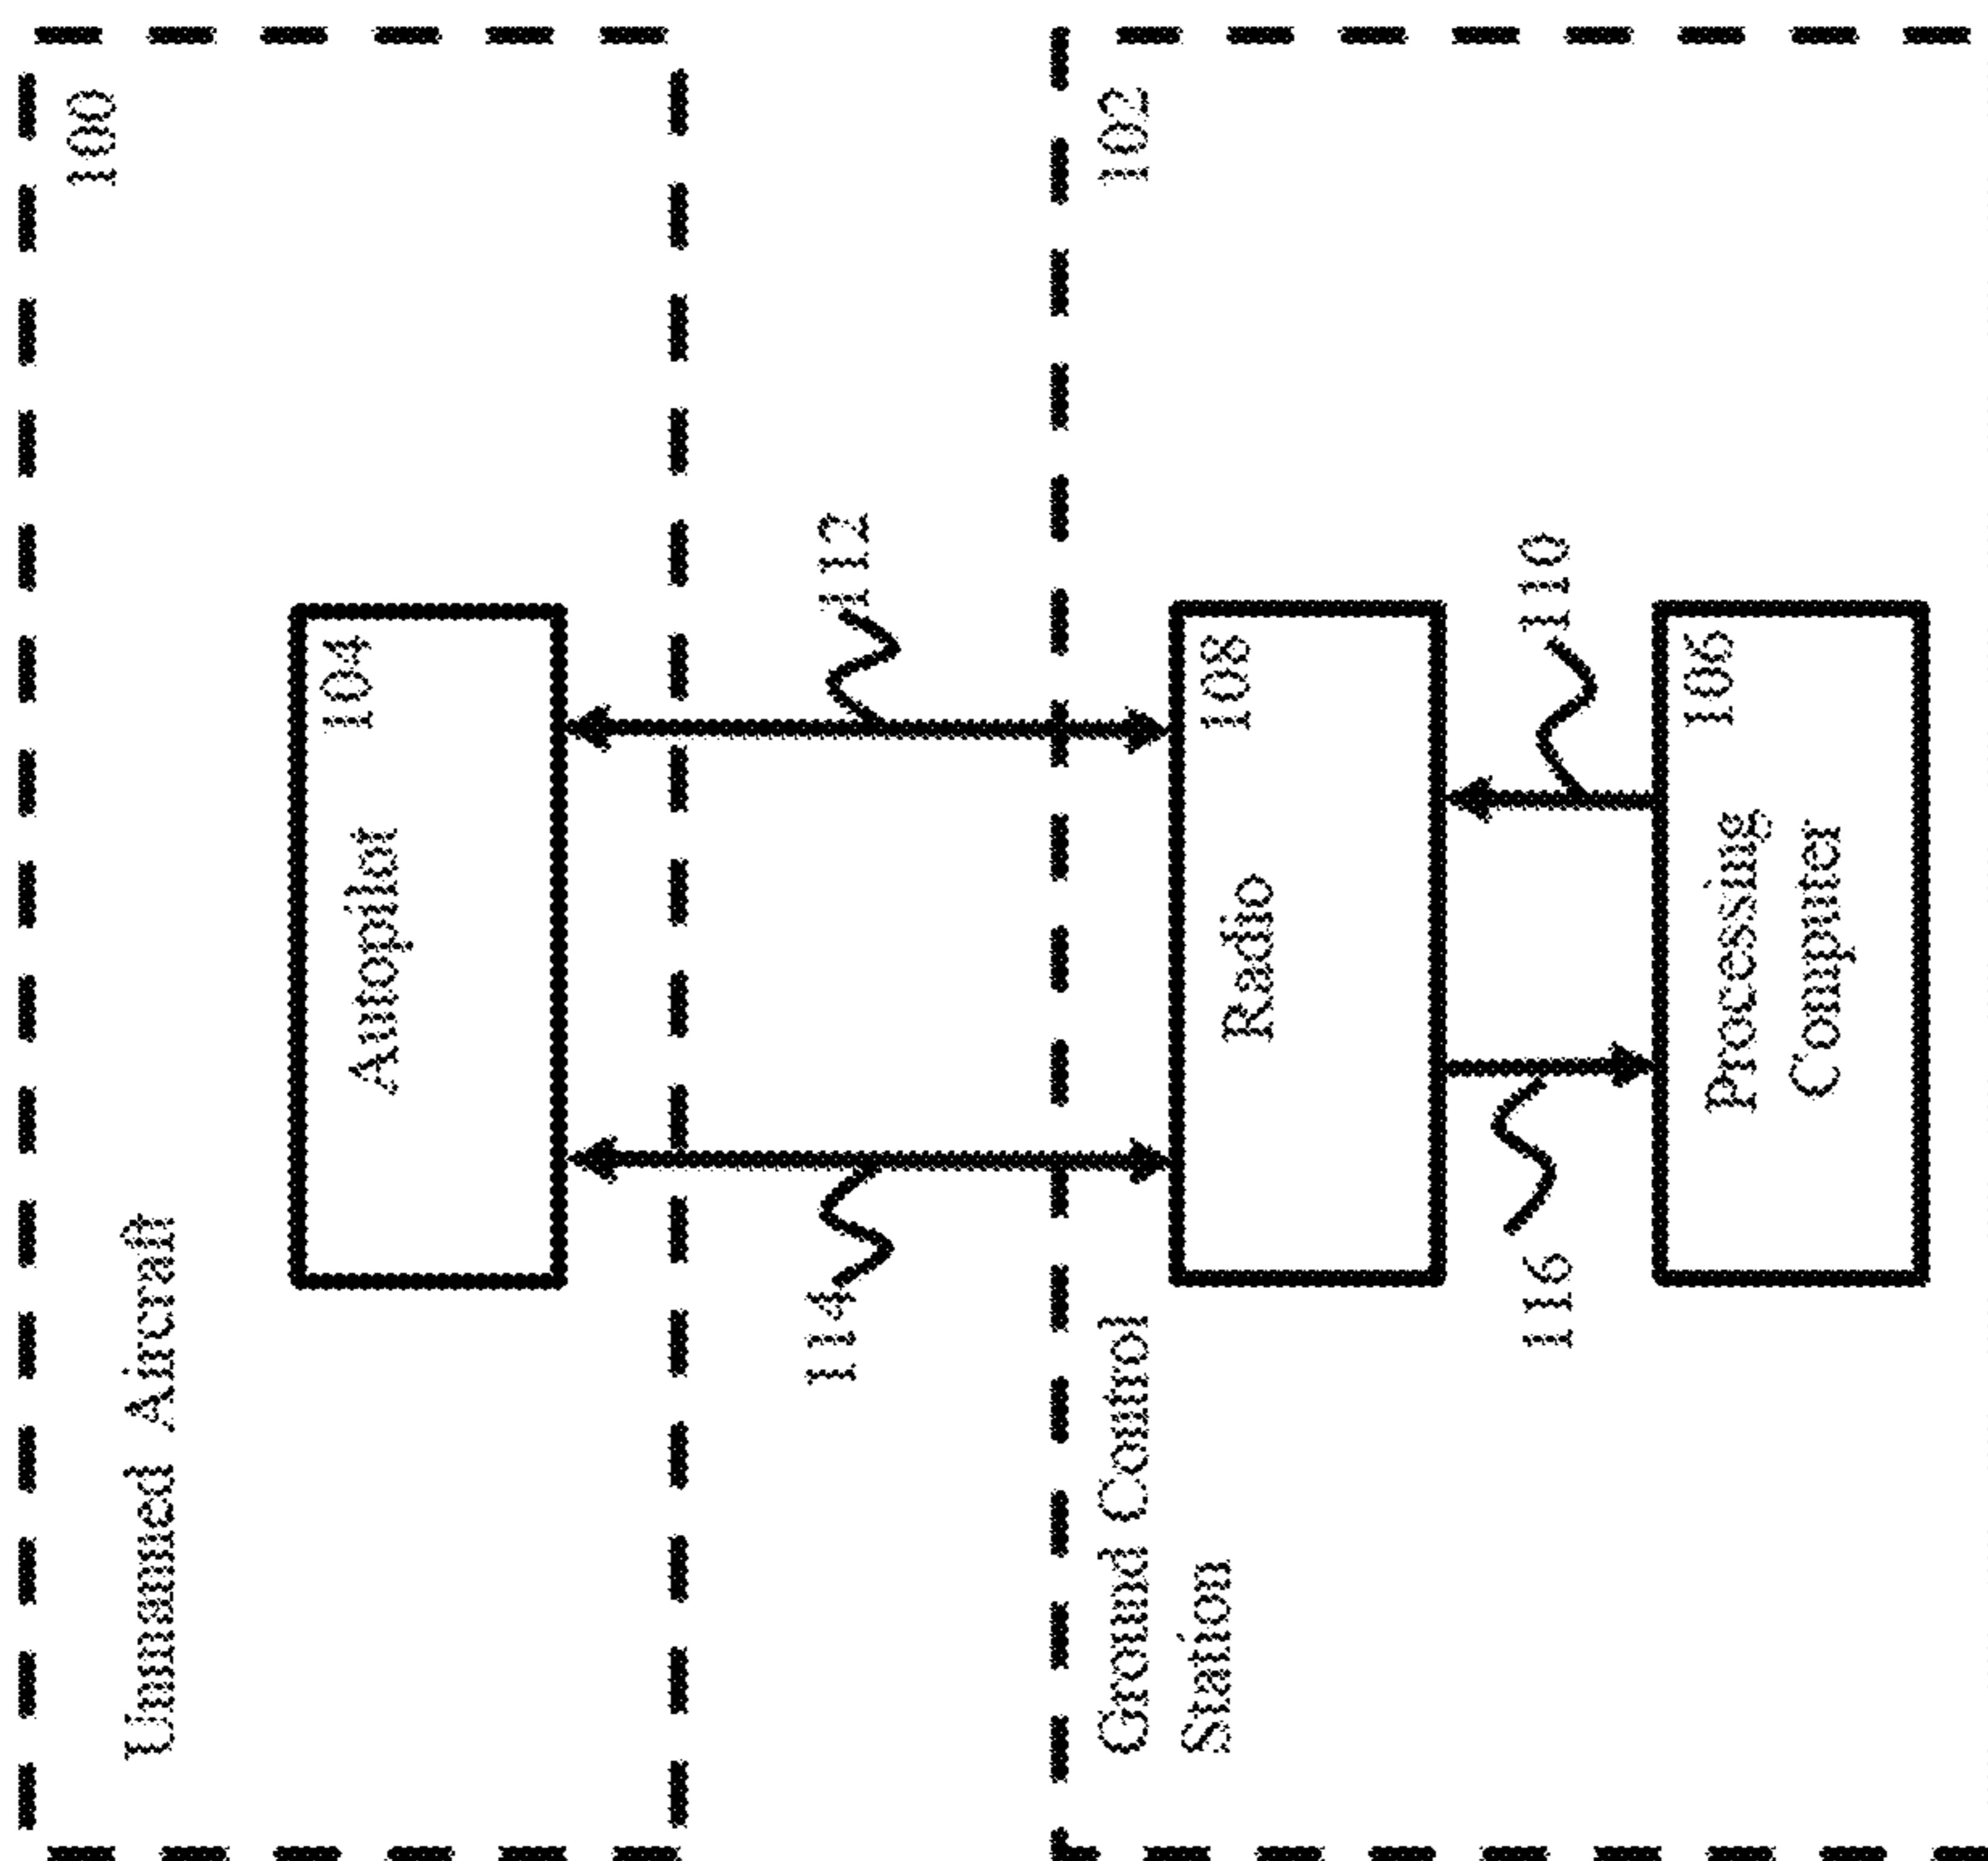 Unmanned Aircraft
100
Autopilot
104
114
112
Ground Control
Station
102
Radio
108
116
110
Processing
Computer
106